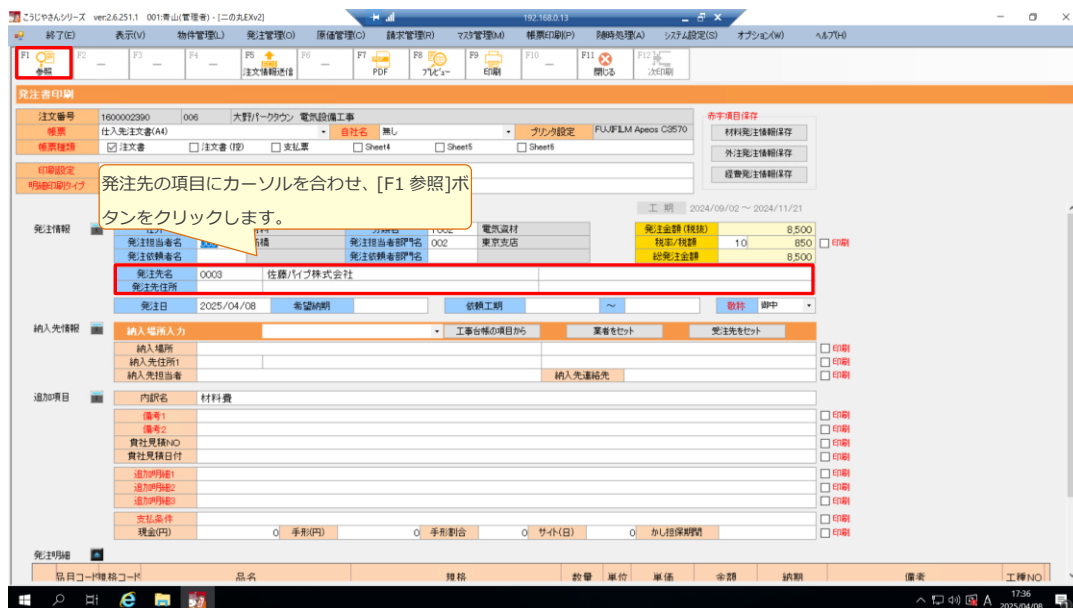 こうじやさんシリーズ ver.2.6.251.1 001:青山(管理者) - [二の丸EXv2] 192.168.0.13
終了(E) 表示(V) 物件管理(L) 発注管理(O) 原価管理(C) 請求管理(R) マスタ管理(M) 帳票印刷(P) 随時処理(A) システム設定(S) オプション(W) ヘルプ(H)
F1 参照 F2 F3 F4 F5 注文情報送信 F6 F7 PDF F8 プレビュー F9 印刷 F10 F11 閉じる F12 次印刷
発注書印刷
注文番号 1600002390 006 大野パークタウン 電気設備工事 赤字項目保存
帳票 仕入先注文書(A4) 自社名 無し プリンタ設定 FUJIFILM Apeos C3570 材料発注情報保存
帳票種類 注文書 注文書(控) 支払票 Sheet4 Sheet5 Sheet6
外注発注情報保存
印刷設定 経費発注情報保存
明細印刷タイプ
発注先の項目にカーソルを合わせ、[F1 参照]ボ
タンをクリックします。
工 期 2024/09/02 ～ 2024/11/21
発注情報 電気資材 発注金額(税抜) 8,500
発注担当者名 発注担当者部門名 002 東京支店 税率/税額 10 850 印刷
発注依頼者名 発注依頼者部門名 総発注金額 8,500
発注先名 0003 佐藤パイプ株式会社
発注先住所
発注日 2025/04/08 希望納期 依頼工期 ～ 敬称 御中
納入先情報 納入場所入力 工事台帳の項目から 業者をセット 受注先をセット
納入場所 印刷
納入先住所1 印刷
納入先担当者 納入先連絡先 印刷
追加項目 内訳名 材料費
備考1 印刷
備考2 印刷
貴社見積NO 印刷
貴社見積日付 印刷
追加明細1 印刷
追加明細2 印刷
追加明細3 印刷
支払条件 印刷
現金(円) 0 手形(円) 0 手形割合 0 サイト(日) 0 かし担保期間 印刷
発注明細
品目コード 規格コード 品名 規格 数量 単位 単価 金額 納期 備考 工種NO
A 17:36
2025/04/08